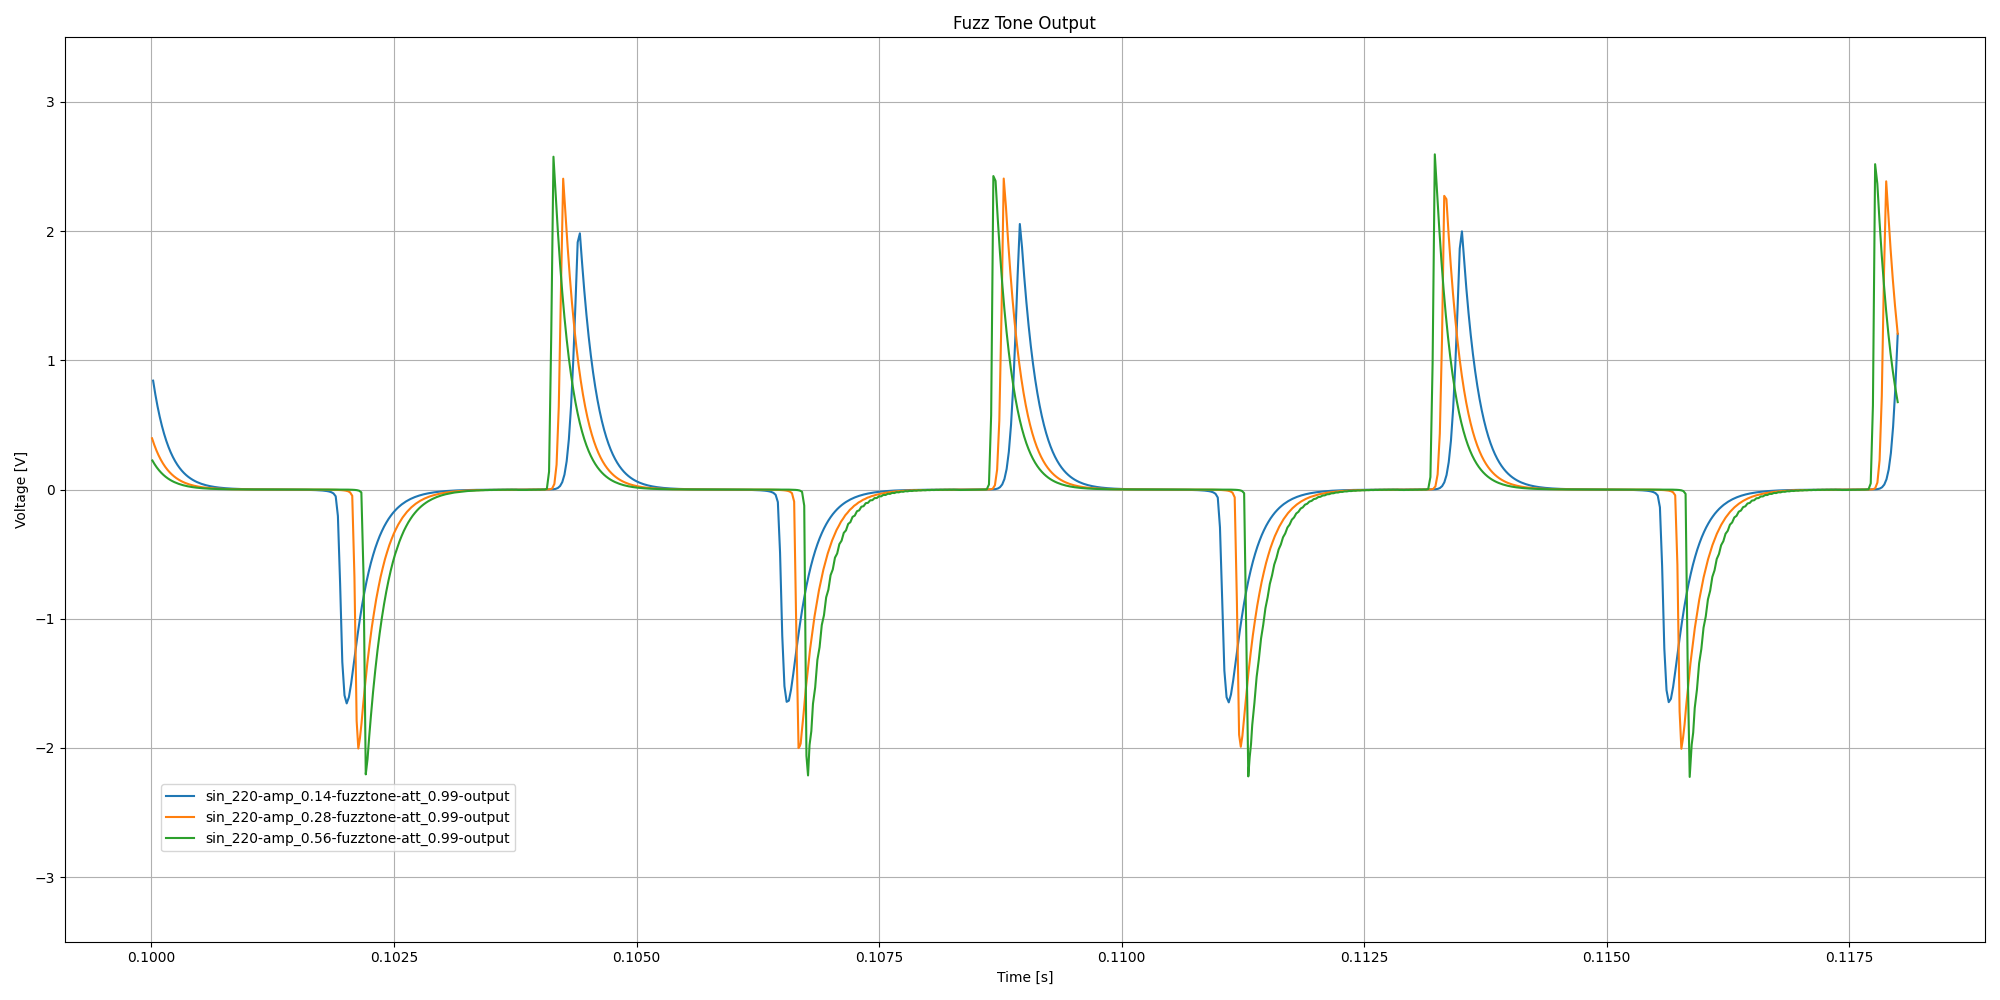 Fuzz Tone Output
Voltage [V]
3
2
1
0
−1
−2
−3
sin_220-amp_0.14-fuzztone-att_0.99-output
sin_220-amp_0.28-fuzztone-att_0.99-output
sin_220-amp_0.56-fuzztone-att_0.99-output
0.1000 0.1025 0.1050 0.1075 0.1100 0.1125 0.1150 0.1175
Time [s]